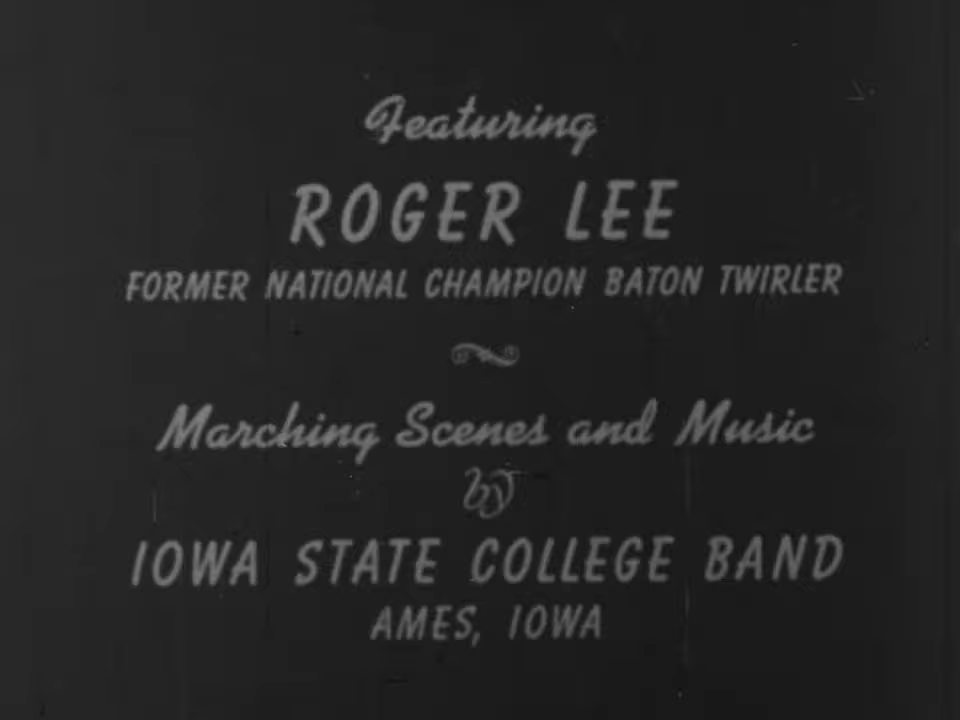 Featuring
ROGER LEE
FORMER NATIONAL CHAMPION BATON TWIRLER
Marching Scenes and Music
by
IOWA STATE COLLEGE BAND
AMES, IOWA